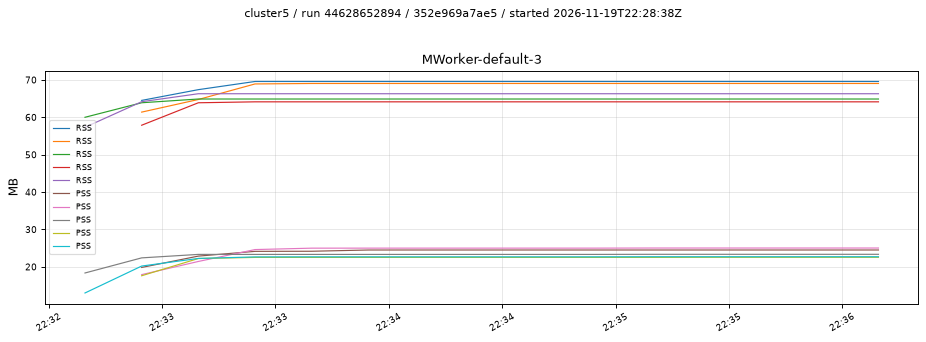 cluster5 / run 44628652894 / 352e969a7ae5 / started 2026-11-19T22:28:38Z
MWorker-default-3
MB
70
60
50
40
30
20
RSS
RSS
RSS
RSS
RSS
PSS
PSS
PSS
PSS
PSS
22:32
22:33
22:33
22:34
22:34
22:35
22:35
22:36